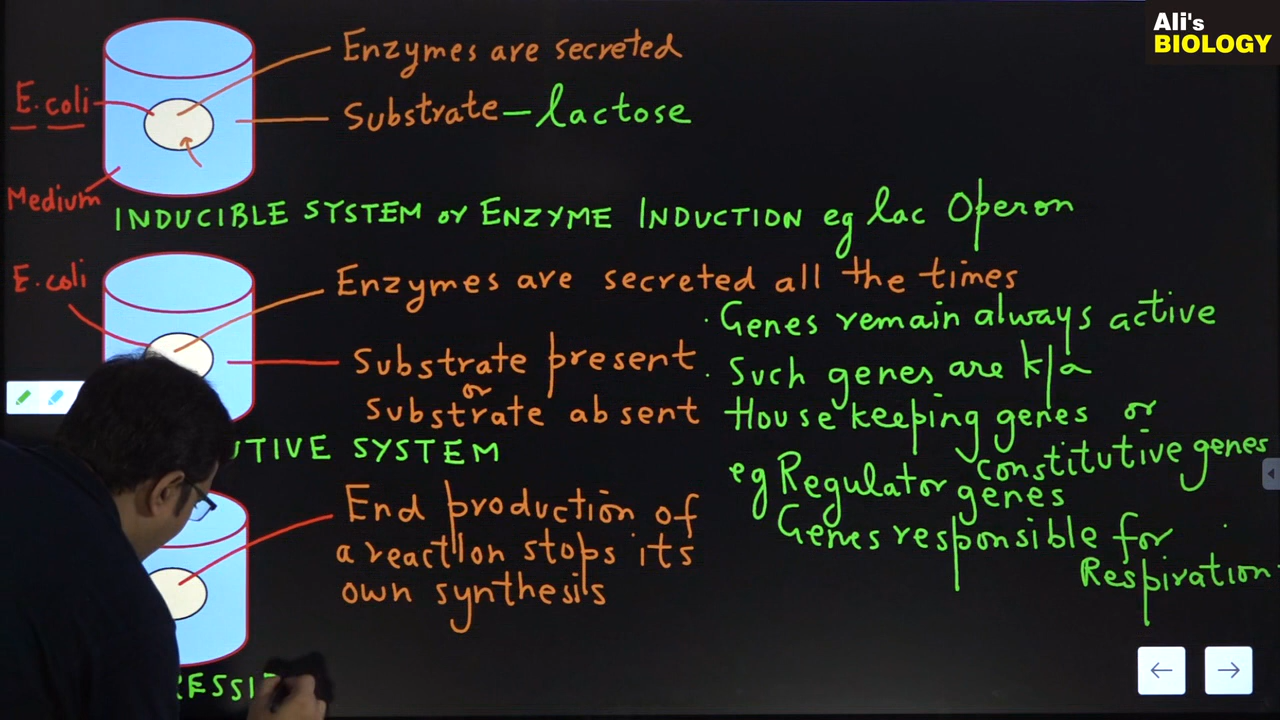 Ali's
BIOLOGY
Enzymes are secreted
E.coli
Substrate - lactose
Medium
INDUCIBLE SYSTEM or ENZYME INDUCTION eg lac Operon
E.coli
Enzymes are secreted all the times
Substrate present
or
Substrate absent
UTIVE SYSTEM
· Genes remain always active
· Such genes are k/a
House keeping genes or
constitutive genes
eg Regulator genes
Genes responsible for
Respiration
End production of
a reaction stops its
own synthesis
RESSI